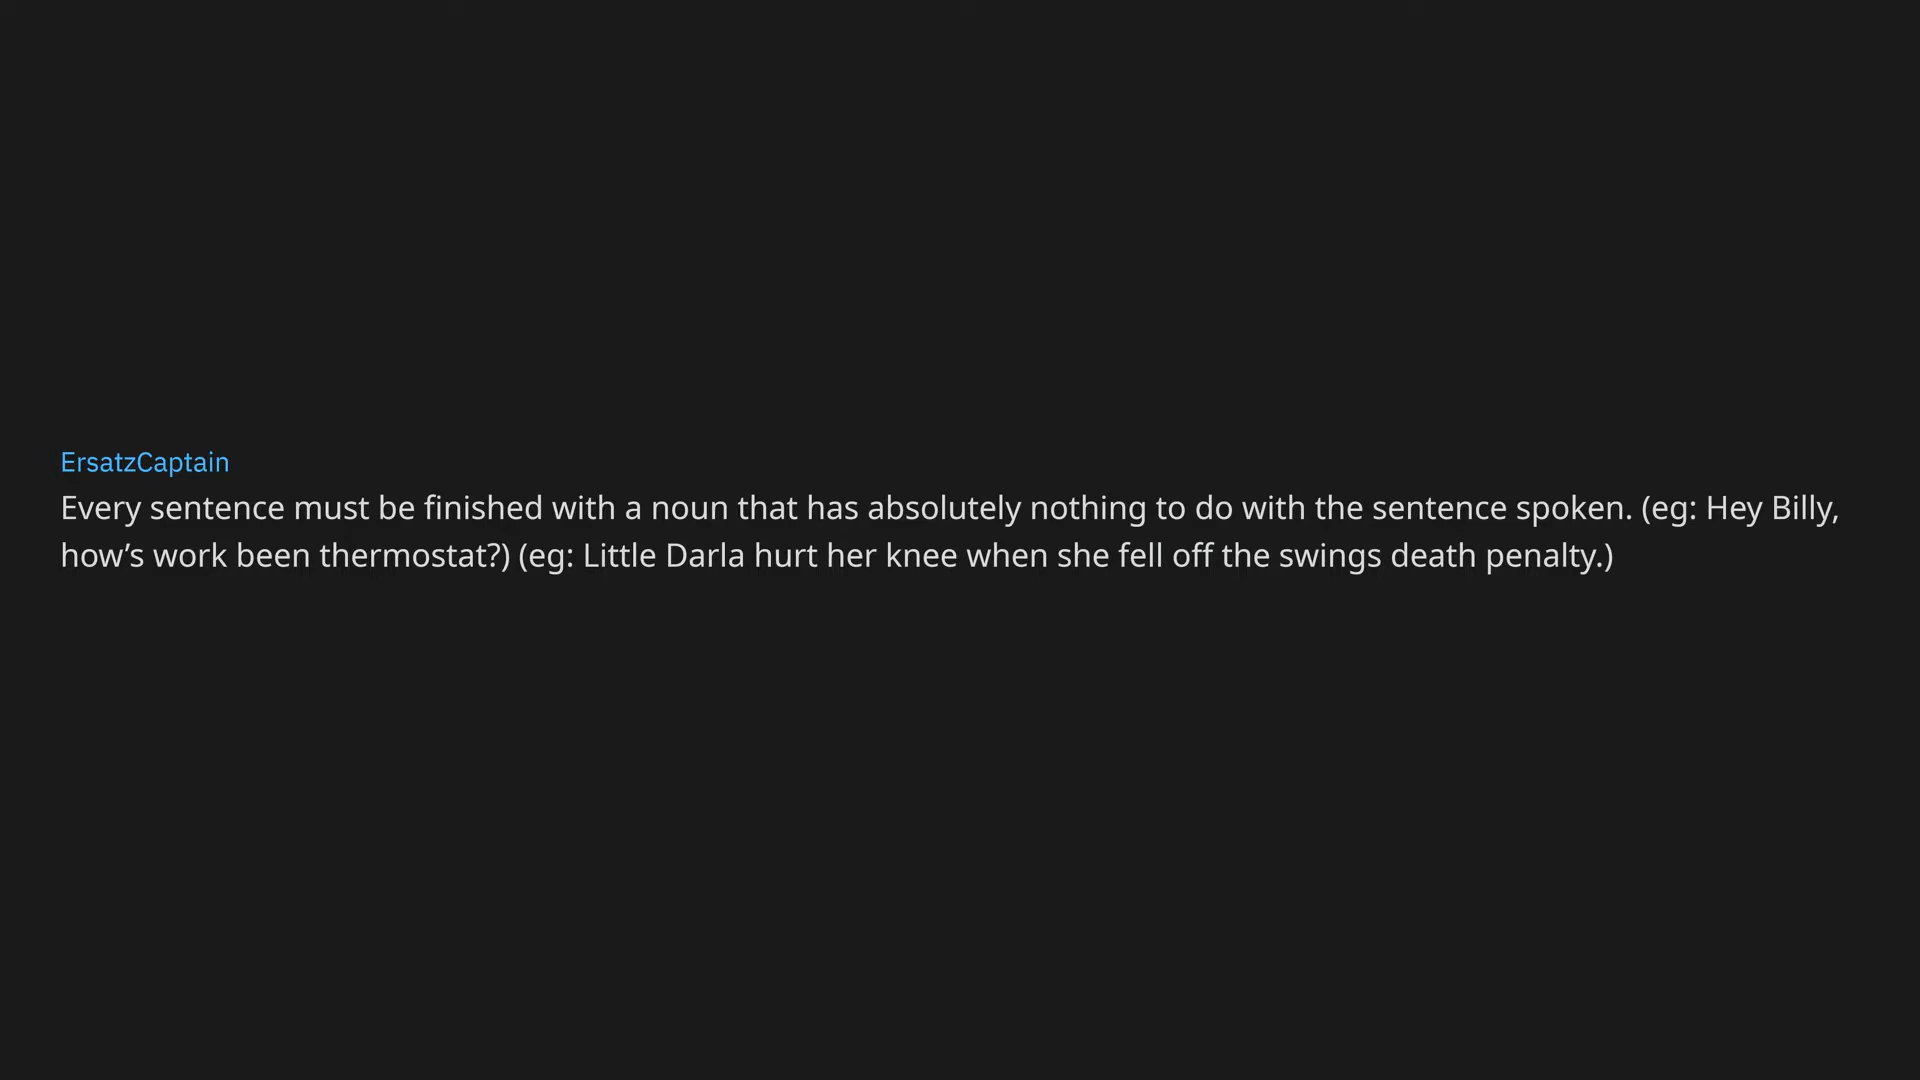 ErsatzCaptain
Every sentence must be finished with a noun that has absolutely nothing to do with the sentence spoken. (eg: Hey Billy,
how’s work been thermostat?) (eg: Little Darla hurt her knee when she fell off the swings death penalty.)